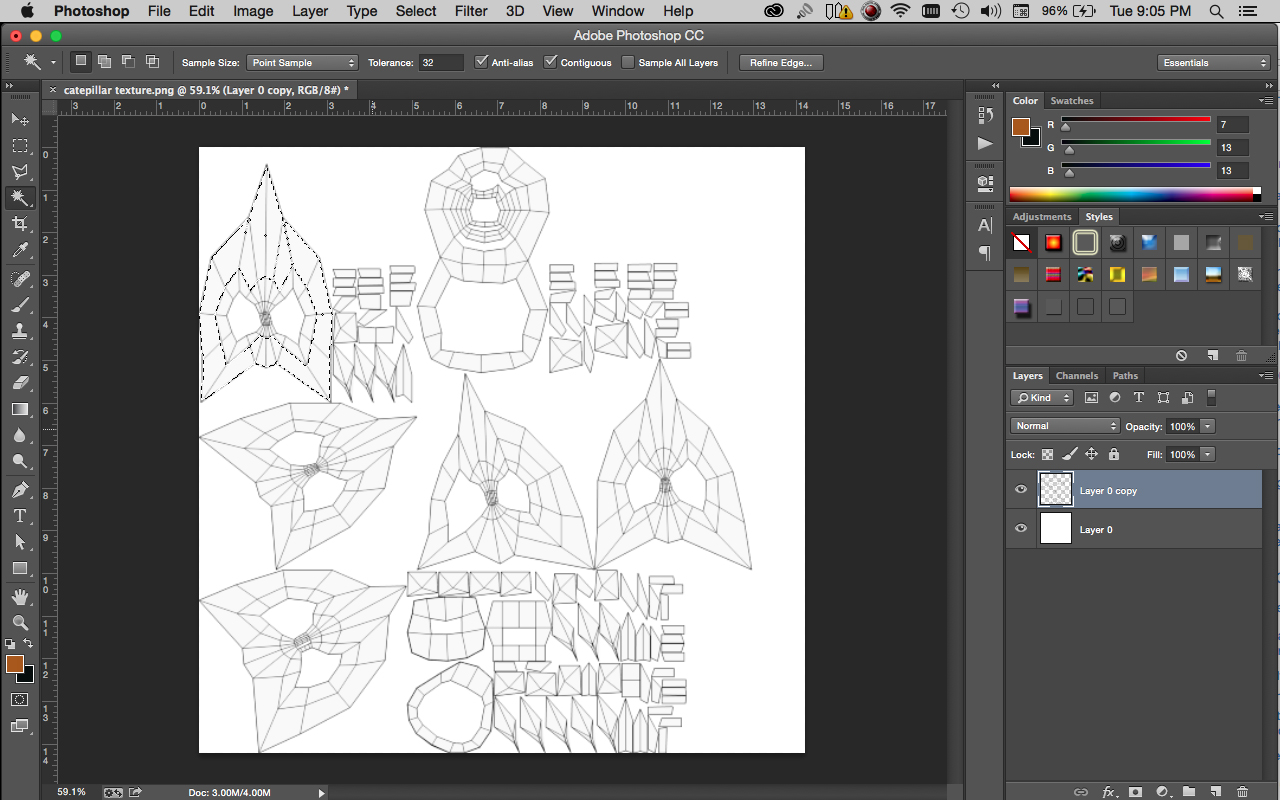 Photoshop File Edit Image Layer Type Select Filter 3D View Window Help 96% Tue 9:05 PM
Adobe Photoshop CC
Sample Size: Point Sample Tolerance: 32 Anti-alias Contiguous Sample All Layers Refine Edge... Essentials
× catepillar texture.png @ 59.1% (Layer 0 copy, RGB/8#) *
3 2 1 0 1 2 3 4 5 6 7 8 9 10 11 12 13 14 15 16 17
0
1
2
3
4
5
6
7
8
9
10
11
12
13
14
Color Swatches
R 7
G 13
B 13
Adjustments Styles
Layers Channels Paths
Kind
Normal Opacity: 100%
Lock: Fill: 100%
Layer 0 copy
Layer 0
59.1% Doc: 3.00M/4.00M